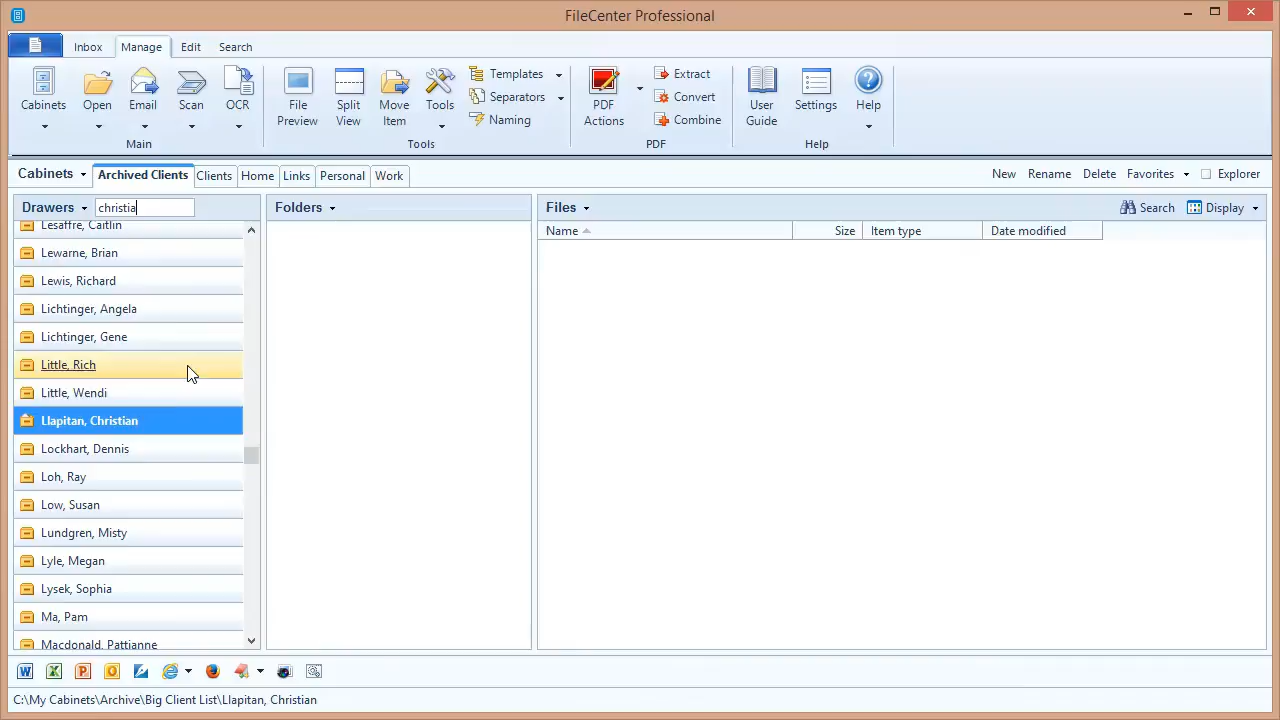 FileCenter Professional
Inbox Manage Edit Search
Cabinets Open Email Scan OCR
Main
File Preview Split View Move Item Tools
Templates
Separators
Naming
Tools
PDF Actions
Extract
Convert
Combine
PDF
User Guide Settings Help
Help
Cabinets Archived Clients Clients Home Links Personal Work
New Rename Delete Favorites Explorer
Drawers christia
Folders
Files
Search Display
Name Size Item type Date modified
Lesaffre, Caitlin
Lewarne, Brian
Lewis, Richard
Lichtinger, Angela
Lichtinger, Gene
Little, Rich
Little, Wendi
Llapitan, Christian
Lockhart, Dennis
Loh, Ray
Low, Susan
Lundgren, Misty
Lyle, Megan
Lysek, Sophia
Ma, Pam
Macdonald, Pattianne
C:\My Cabinets\Archive\Big Client List\Llapitan, Christian